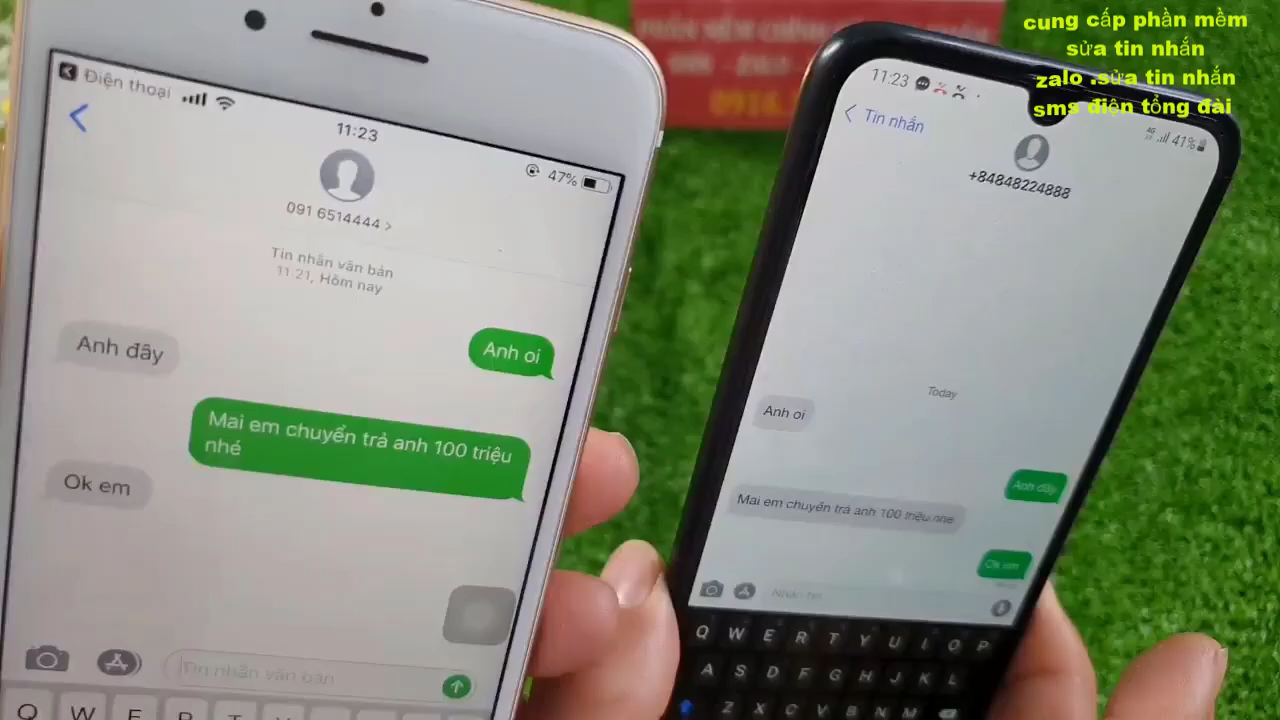 cung cấp phần mềm
sửa tin nhắn
zalo .sửa tin nhắn
sms điện tổng đài
Điện thoại
11:23
47%
091 6514444 >
Tin nhắn văn bản
11:21, Hôm nay
Anh oi
Anh đây
Mai em chuyển trả anh 100 triệu
nhé
Ok em
Tin nhắn văn bản
11:23
41%
Tin nhắn
+84848224888
Today
Anh oi
Anh đây
Mai em chuyển trả anh 100 triệu nhe
Ok em
Q W E R T Y U I O P
A S D F G H J K L
Z X C V B N M